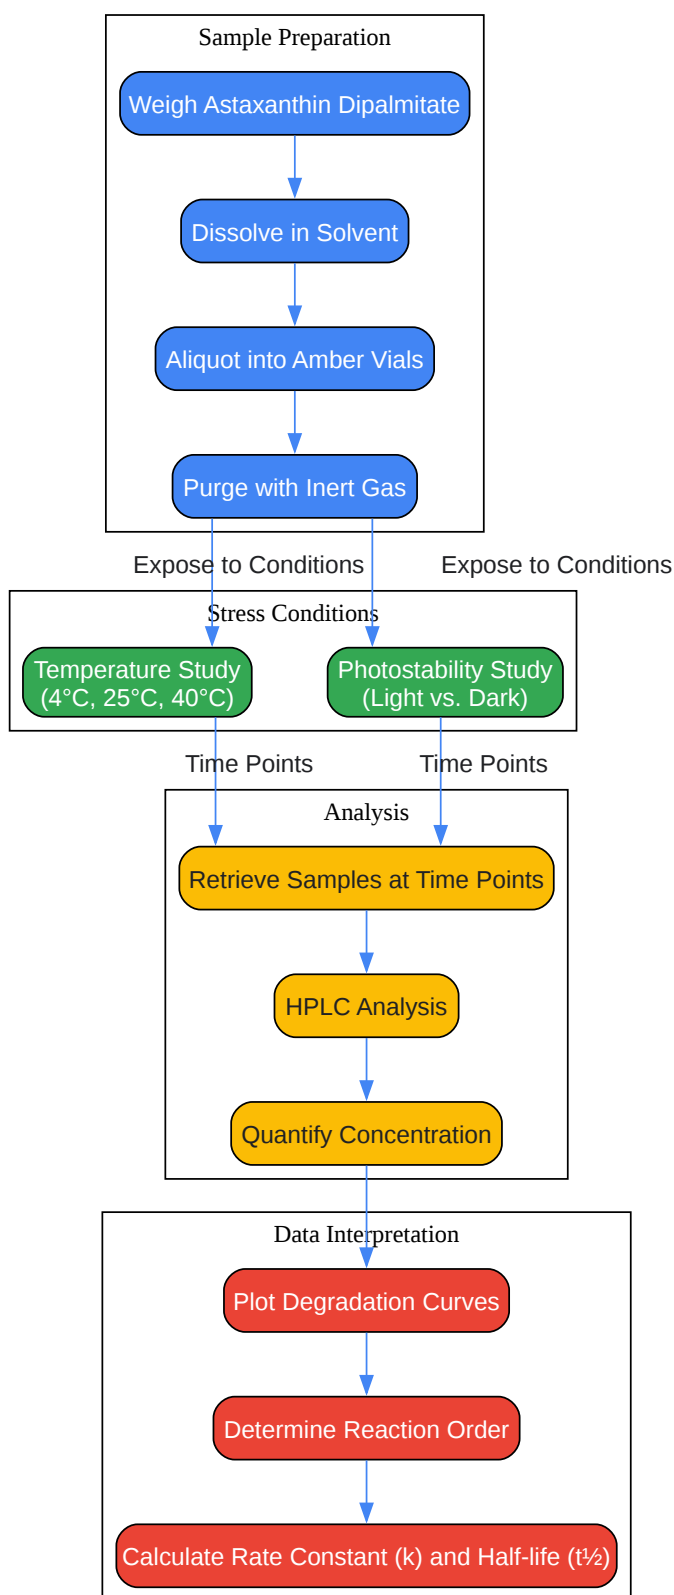 Sample Preparation
Weigh Astaxanthin Dipalmitate
Dissolve in Solvent
Aliquot into Amber Vials
Purge with Inert Gas
Expose to Conditions
Expose to Conditions
Stress Conditions
Temperature Study
(4°C, 25°C, 40°C)
Photostability Study
(Light vs. Dark)
Time Points
Time Points
Analysis
Retrieve Samples at Time Points
HPLC Analysis
Quantify Concentration
Data Interpretation
Plot Degradation Curves
Determine Reaction Order
Calculate Rate Constant (k) and Half-life (t½)